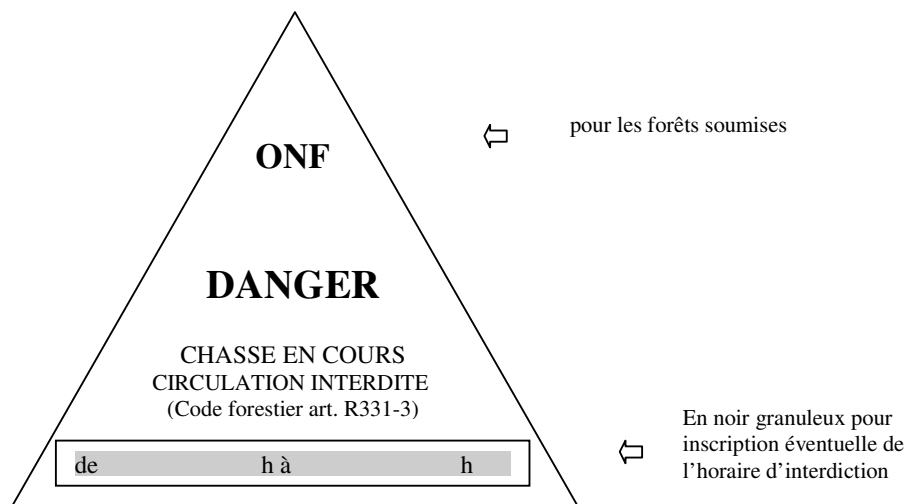 pour les forêts soumises
ONF
DANGER
CHASSE EN COURS
CIRCULATION INTERDITE
(Code forestier art. R331-3)
En noir granuleux pour
inscription éventuelle de
l’horaire d’interdiction
de h à h